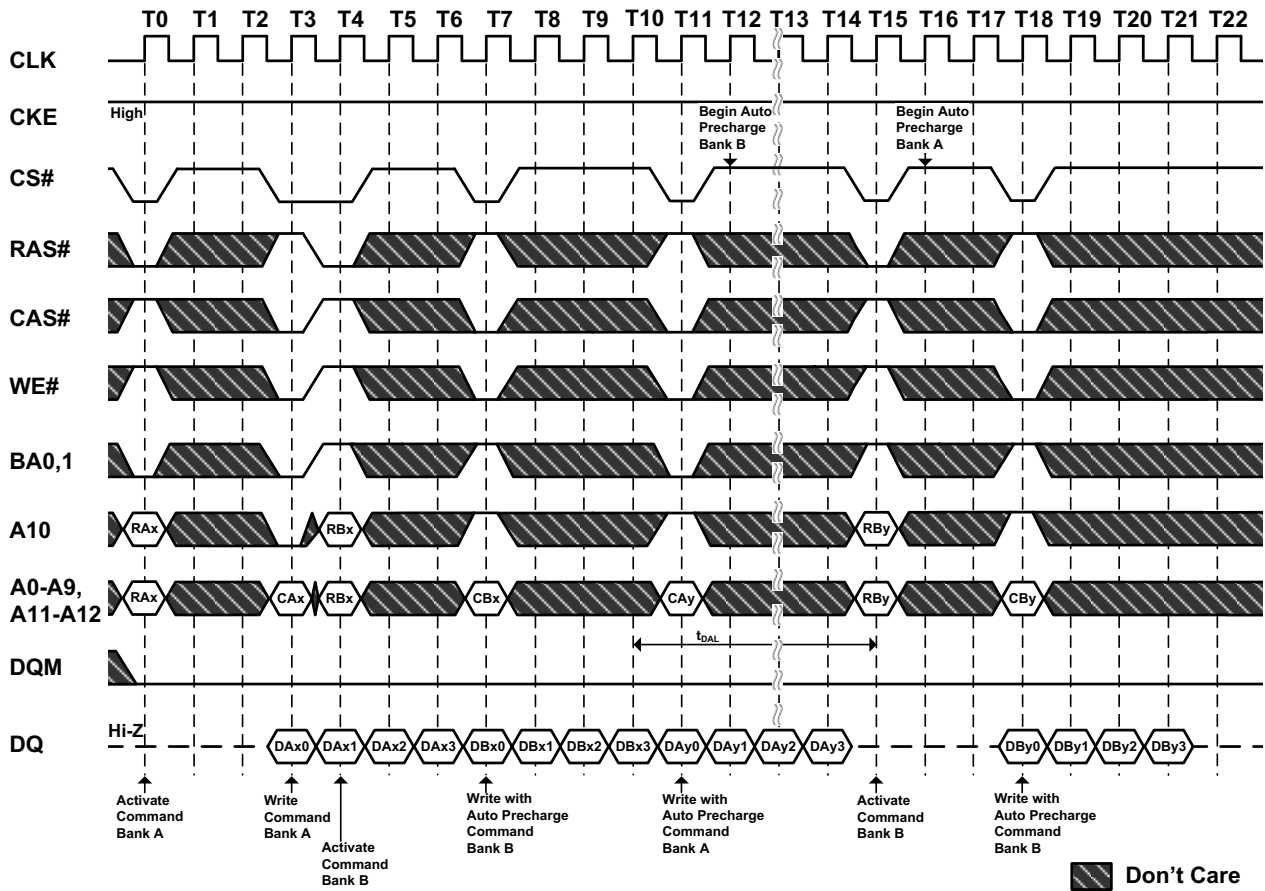 T0 T1 T2 T3 T4 T5 T6 T7 T8 T9 T10 T11 T12 T13 T14 T15 T16 T17 T18 T19 T20 T21 T22
CLK
CKE
High
Begin Auto
Precharge
Bank B
Begin Auto
Precharge
Bank A
CS#
RAS#
CAS#
WE#
BA0,1
A10
RAx RBx RBy
A0-A9,
A11-A12
RAx CAx RBx CBx CAy RBy CBy
tDAL
DQM
DQ
Hi-Z
DAx0 DAx1 DAx2 DAx3 DBx0 DBx1 DBx2 DBx3 DAy0 DAy1 DAy2 DAy3 DBy0 DBy1 DBy2 DBy3
Activate
Command
Bank A
Write
Command
Bank A
Activate
Command
Bank B
Write with
Auto Precharge
Command
Bank B
Write with
Auto Precharge
Command
Bank A
Activate
Command
Bank B
Write with
Auto Precharge
Command
Bank B
Don't Care